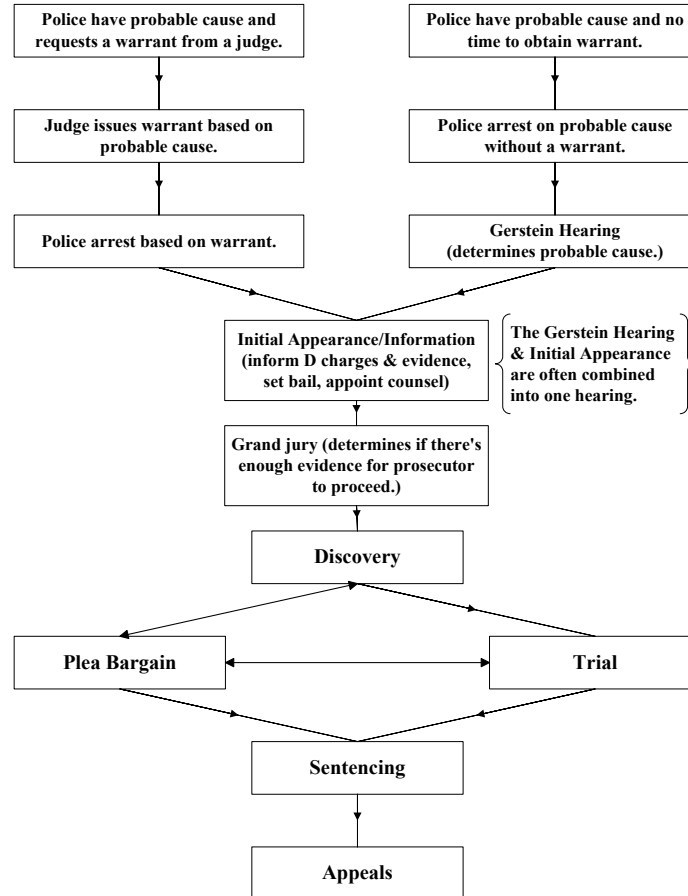 Police have probable cause and
requests a warrant from a judge.
Police have probable cause and no
time to obtain warrant.
Judge issues warrant based on
probable cause.
Police arrest on probable cause
without a warrant.
Police arrest based on warrant.
Gerstein Hearing
(determines probable cause.)
Initial Appearance/Information
(inform D charges & evidence,
set bail, appoint counsel)
The Gerstein Hearing
& Initial Appearance
are often combined
into one hearing.
Grand jury (determines if there's
enough evidence for prosecutor
to proceed.)
Discovery
Plea Bargain
Trial
Sentencing
Appeals